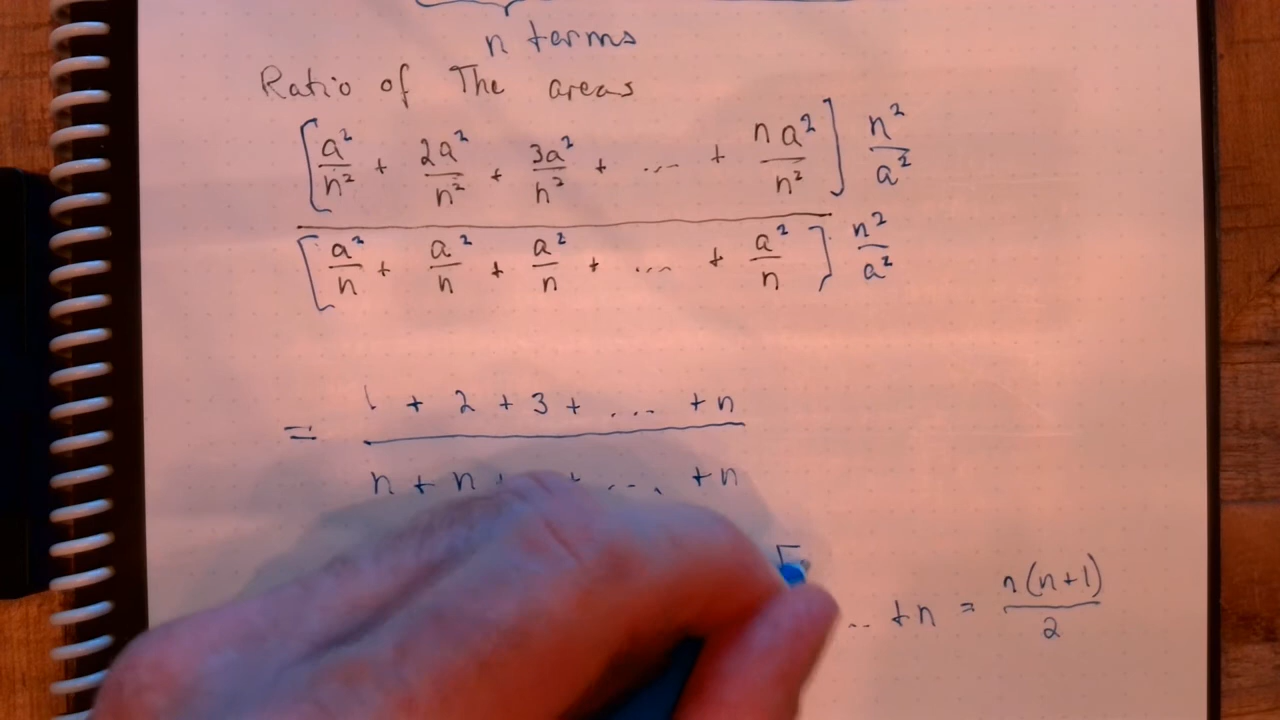 n terms
Ratio of The areas
[a²/n² + 2a²/n² + 3a²/n² + .... + na²/n²] n²/a²
[a²/n + a²/n + a²/n + .... + a²/n] n²/a²
= 1 + 2 + 3 + .... + n
n + n + + .... + n
.. + n = n(n+1)/2